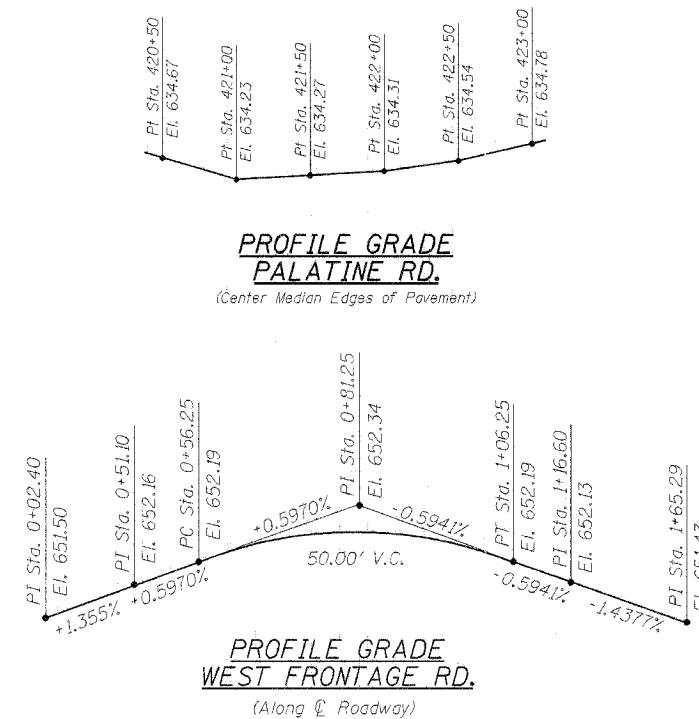 Pt Sta. 420+50
El. 634.67
Pt Sta. 421+00
El. 634.23
Pt Sta. 421+50
El. 634.27
Pt Sta. 422+00
El. 634.31
Pt Sta. 422+50
El. 634.54
Pt Sta. 423+00
El. 634.78
PROFILE GRADE
PALATINE RD.
(Center Median Edges of Pavement)
PI Sta. 0+02.40
El. 651.50
PI Sta. 0+51.10
El. 652.16
PC Sta. 0+56.25
El. 652.19
PI Sta. 0+81.25
El. 652.34
PT Sta. 1+06.25
El. 652.19
PI Sta. 1+16.60
El. 652.13
PI Sta. 1+65.29
El. 651.43
+1.355%
+0.5970%
+0.5970%
-0.5941%
50.00' V.C.
-0.5941%
-1.4377%
PROFILE GRADE
WEST FRONTAGE RD.
(Along ℄ Roadway)